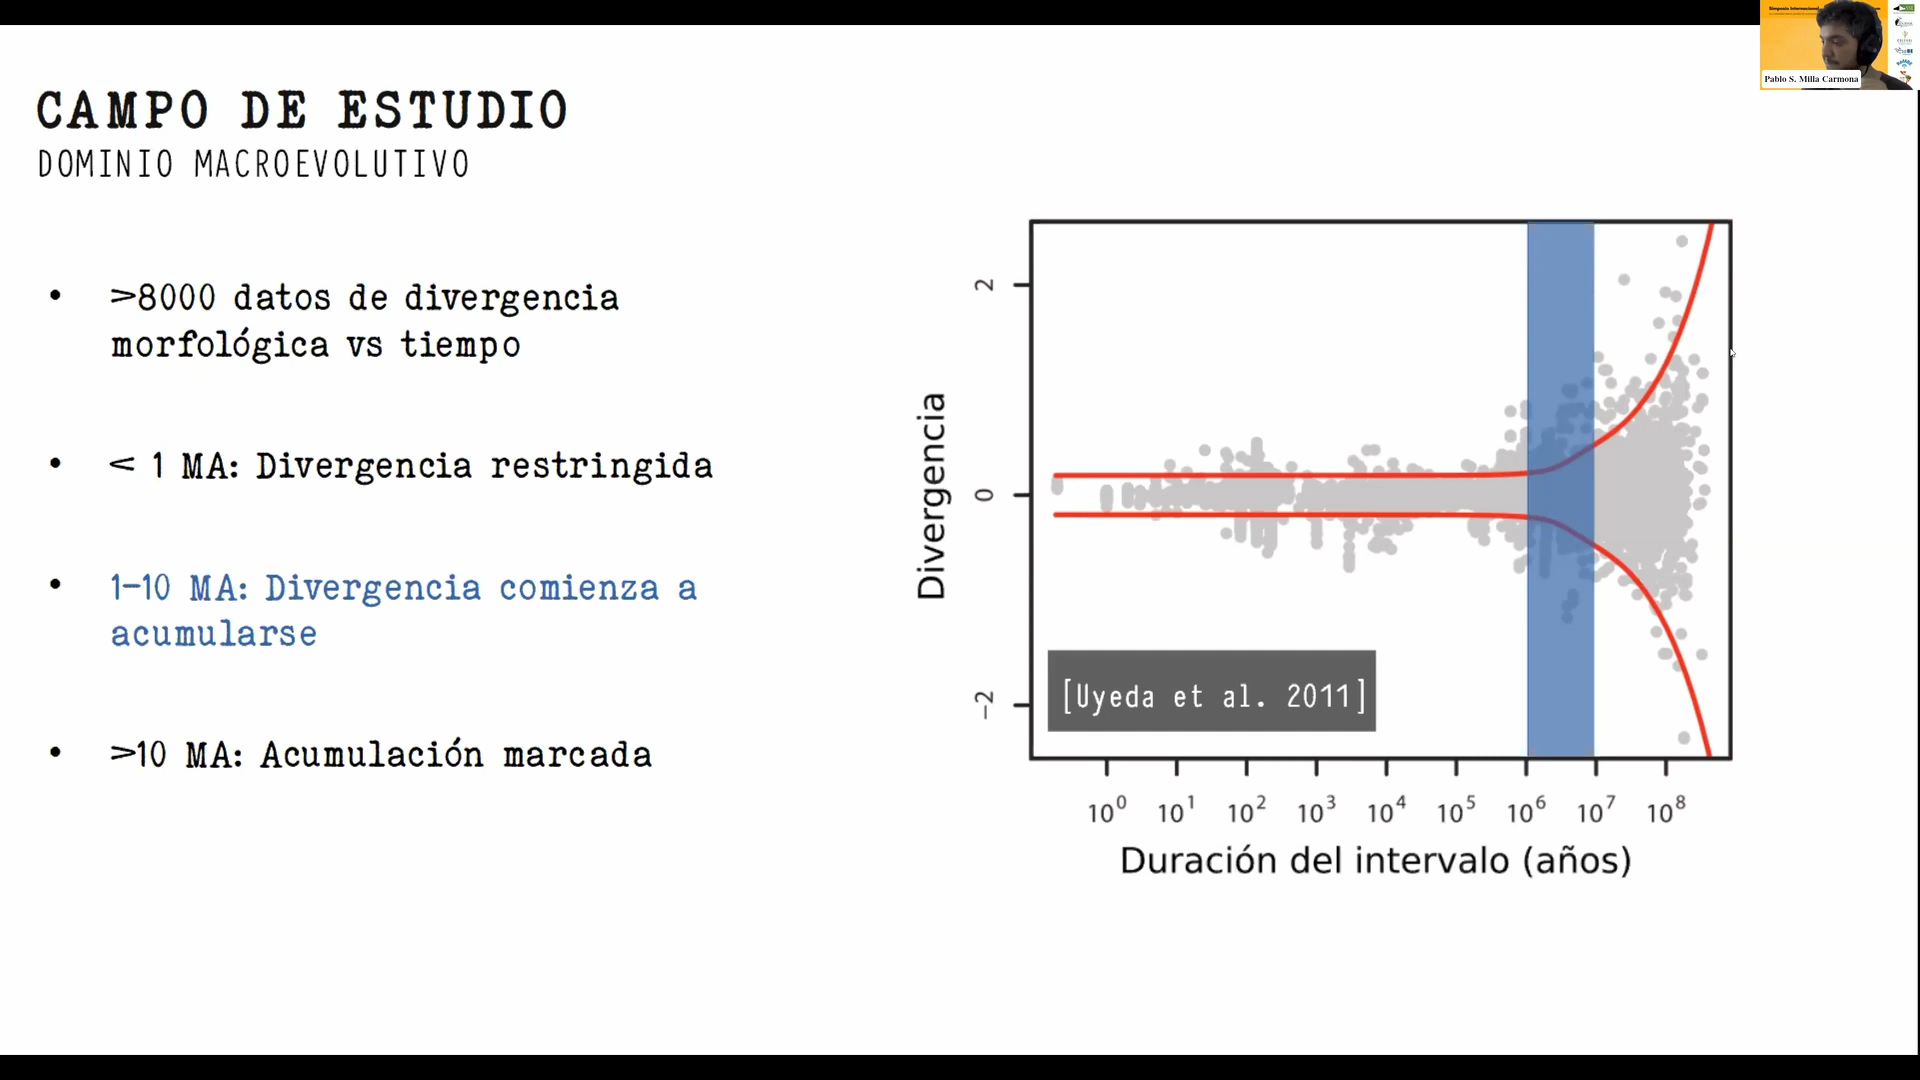 CAMPO DE ESTUDIO
DOMINIO MACROEVOLUTIVO
• >8000 datos de divergencia
morfológica vs tiempo
• < 1 MA: Divergencia restringida
• 1-10 MA: Divergencia comienza a
acumularse
• >10 MA: Acumulación marcada
Divergencia
2
0
-2
[Uyeda et al. 2011]
10⁰ 10¹ 10² 10³ 10⁴ 10⁵ 10⁶ 10⁷ 10⁸
Duración del intervalo (años)
Simposio Internacional
Pablo S. Milla Carmona